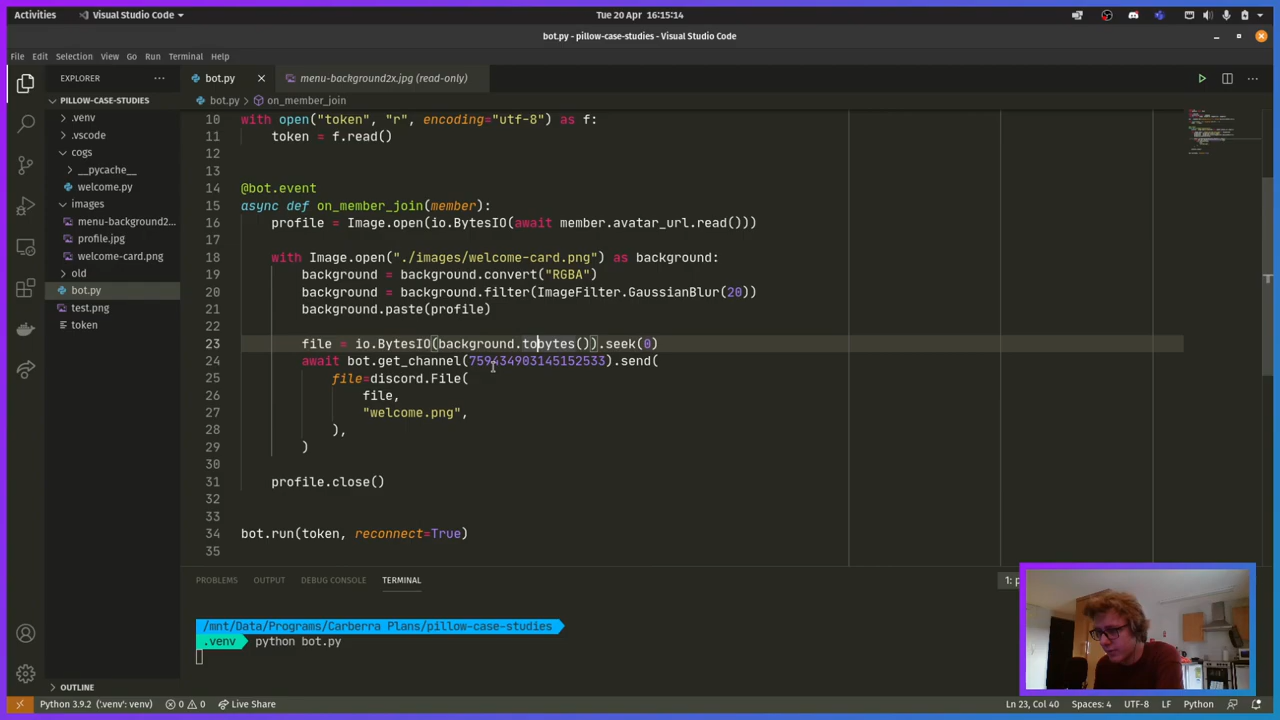 Activities
Visual Studio Code
Tue 20 Apr 16:15:14
bot.py - pillow-case-studies - Visual Studio Code
File Edit Selection View Go Run Terminal Help
EXPLORER
bot.py
menu-background2x.jpg (read-only)
PILLOW-CASE-STUDIES
bot.py > on_member_join
.venv
.vscode
cogs
__pycache__
welcome.py
images
menu-background2...
profile.jpg
welcome-card.png
old
bot.py
test.png
token
10 with open("token", "r", encoding="utf-8") as f:
11 token = f.read()
12
13
14 @bot.event
15 async def on_member_join(member):
16 profile = Image.open(io.BytesIO(await member.avatar_url.read()))
17
18 with Image.open("./images/welcome-card.png") as background:
19 background = background.convert("RGBA")
20 background = background.filter(ImageFilter.GaussianBlur(20))
21 background.paste(profile)
22
23 file = io.BytesIO(background.tobytes()).seek(0)
24 await bot.get_channel(759434903145152533).send(
25 file=discord.File(
26 file,
27 "welcome.png",
28 ),
29 )
30
31 profile.close()
32
33
34 bot.run(token, reconnect=True)
35
PROBLEMS OUTPUT DEBUG CONSOLE TERMINAL
/mnt/Data/Programs/Carberra Plans/pillow-case-studies
.venv python bot.py
OUTLINE
Python 3.9.2 ('.venv': venv) 0 0 Live Share
Ln 23, Col 40 Spaces: 4 UTF-8 LF Python